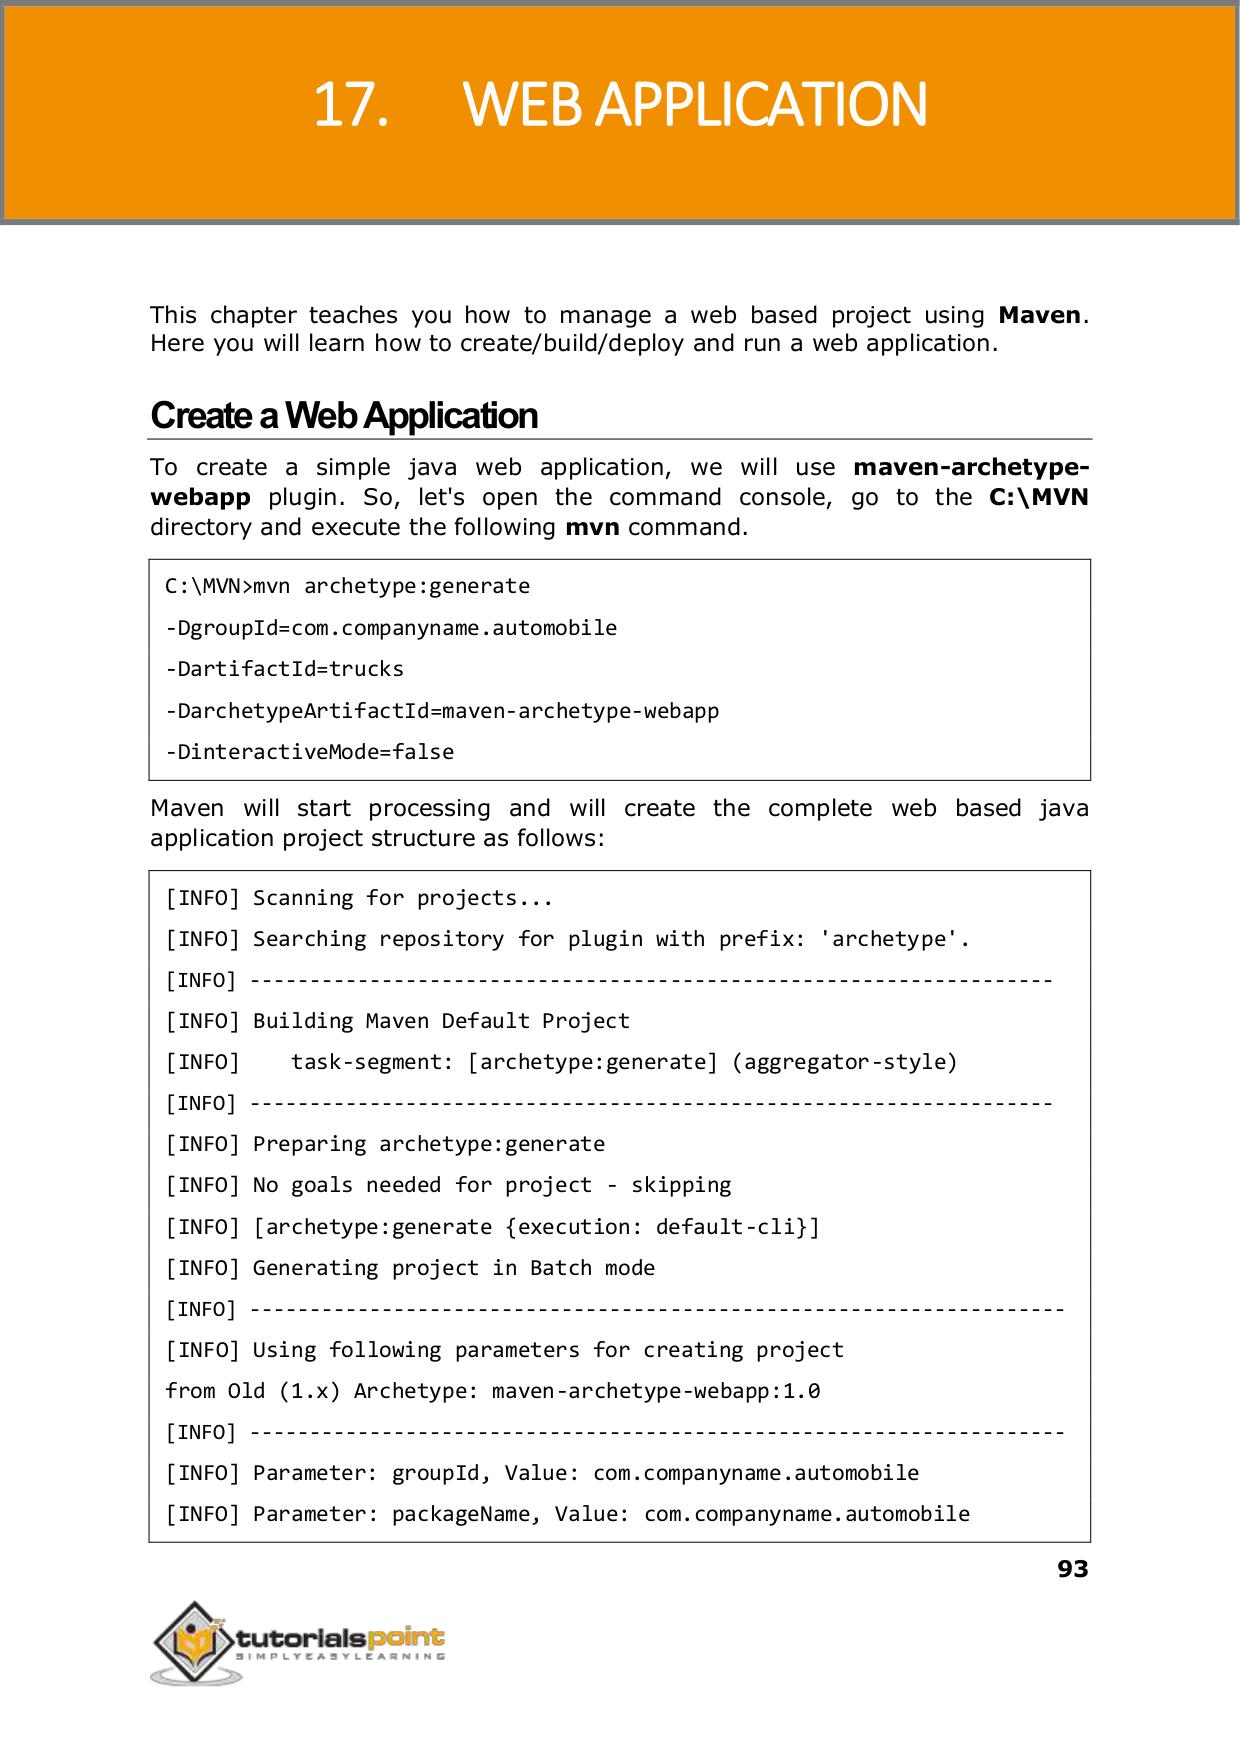 17. WEB APPLICATION
This chapter teaches you how to manage a web based project using Maven.
Here you will learn how to create/build/deploy and run a web application.
Create a Web Application
To create a simple java web application, we will use maven-archetype-
webapp plugin. So, let's open the command console, go to the C:\MVN
directory and execute the following mvn command.
C:\MVN>mvn archetype:generate
-DgroupId=com.companyname.automobile
-DartifactId=trucks
-DarchetypeArtifactId=maven-archetype-webapp
-DinteractiveMode=false
Maven will start processing and will create the complete web based java
application project structure as follows:
[INFO] Scanning for projects...
[INFO] Searching repository for plugin with prefix: 'archetype'.
[INFO] -------------------------------------------------------------------
[INFO] Building Maven Default Project
[INFO]    task-segment: [archetype:generate] (aggregator-style)
[INFO] -------------------------------------------------------------------
[INFO] Preparing archetype:generate
[INFO] No goals needed for project - skipping
[INFO] [archetype:generate {execution: default-cli}]
[INFO] Generating project in Batch mode
[INFO] --------------------------------------------------------------------
[INFO] Using following parameters for creating project
from Old (1.x) Archetype: maven-archetype-webapp:1.0
[INFO] --------------------------------------------------------------------
[INFO] Parameter: groupId, Value: com.companyname.automobile
[INFO] Parameter: packageName, Value: com.companyname.automobile
93
tutorialspoint
SIMPLYEASYLEARNING